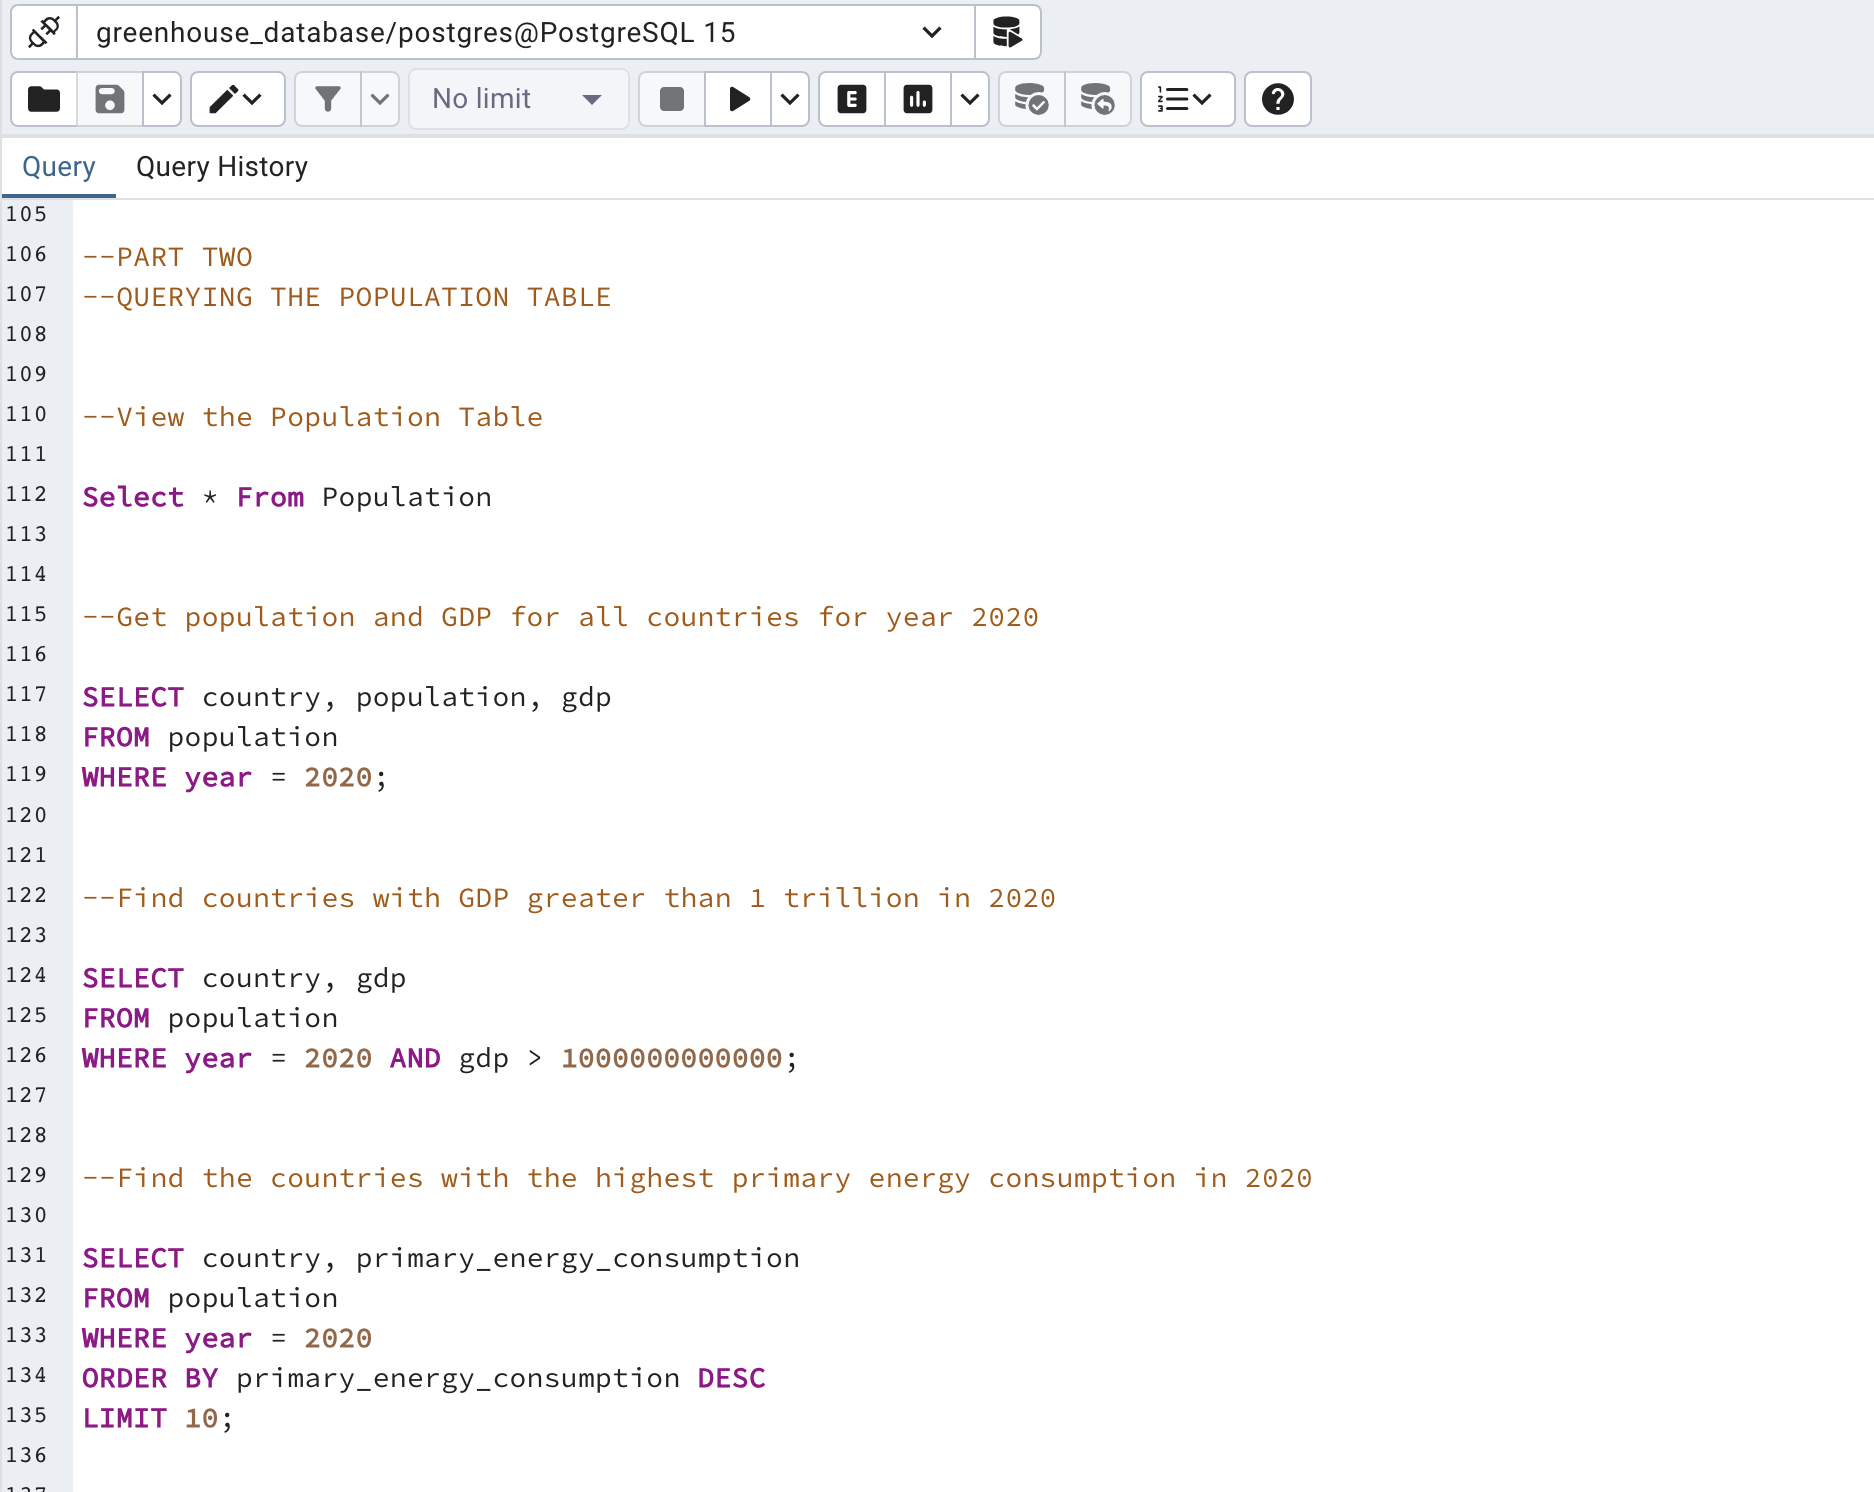 greenhouse_database/postgres@PostgreSQL 15
No limit
Query Query History
105
106 --PART TWO
107 --QUERYING THE POPULATION TABLE
108
109
110 --View the Population Table
111
112 Select * From Population
113
114
115 --Get population and GDP for all countries for year 2020
116
117 SELECT country, population, gdp
118 FROM population
119 WHERE year = 2020;
120
121
122 --Find countries with GDP greater than 1 trillion in 2020
123
124 SELECT country, gdp
125 FROM population
126 WHERE year = 2020 AND gdp > 1000000000000;
127
128
129 --Find the countries with the highest primary energy consumption in 2020
130
131 SELECT country, primary_energy_consumption
132 FROM population
133 WHERE year = 2020
134 ORDER BY primary_energy_consumption DESC
135 LIMIT 10;
136